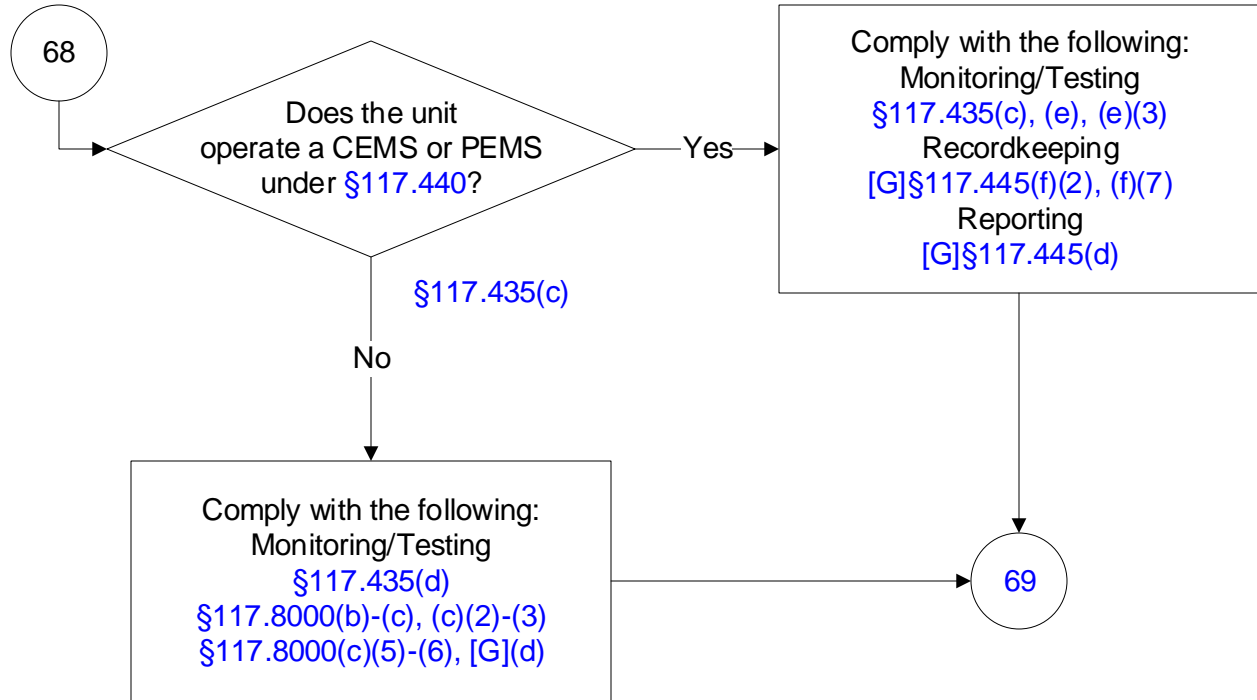 68
Does the unit
operate a CEMS or PEMS
under §117.440?
Yes
Comply with the following:
Monitoring/Testing
§117.435(c), (e), (e)(3)
Recordkeeping
[G]§117.445(f)(2), (f)(7)
Reporting
[G]§117.445(d)
§117.435(c)
No
Comply with the following:
Monitoring/Testing
§117.435(d)
§117.8000(b)-(c), (c)(2)-(3)
§117.8000(c)(5)-(6), [G](d)
69